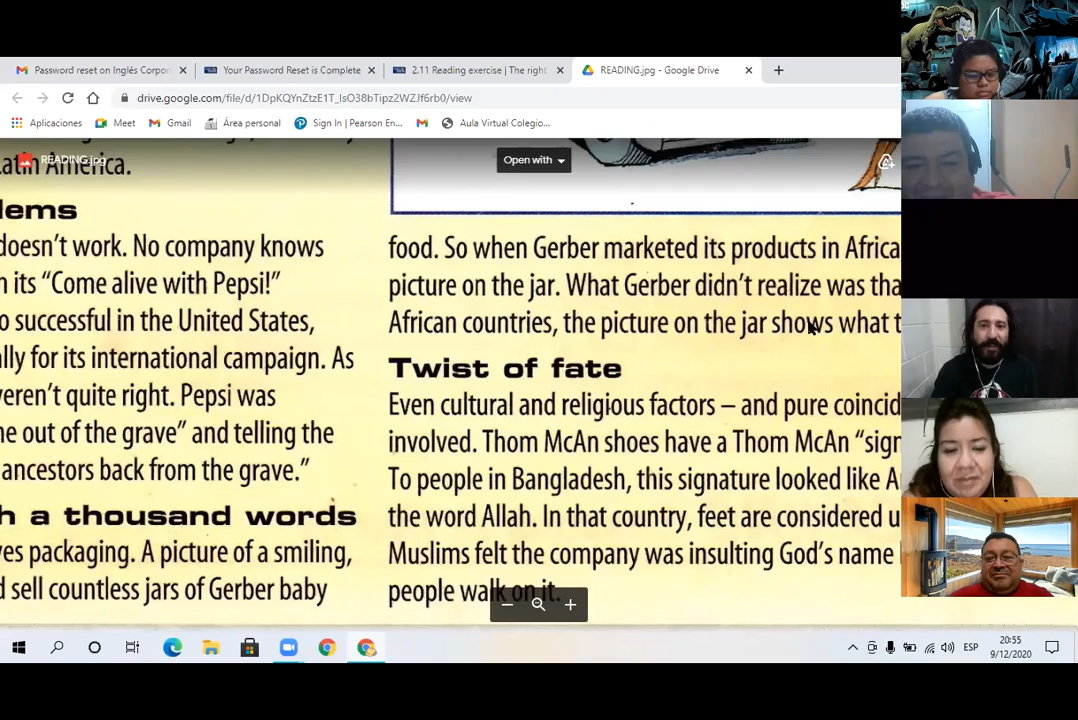 Password reset on Inglés Corpor
Your Password Reset is Complete
2.11 Reading exercise | The right
READING.jpg - Google Drive
drive.google.com/file/d/1DpKQYnZtzE1T_lsO38bTipz2WZJf6rb0/view
Aplicaciones
Meet
Gmail
Área personal
Sign In | Pearson En...
Aula Virtual Colegio...
READING.jpg
Open with
Latin America.
lems
doesn't work. No company knows
n its "Come alive with Pepsi!"
o successful in the United States,
ally for its international campaign. As
weren't quite right. Pepsi was
me out of the grave" and telling the
ancestors back from the grave."
h a thousand words
ves packaging. A picture of a smiling,
d sell countless jars of Gerber baby
food. So when Gerber marketed its products in Africa
picture on the jar. What Gerber didn't realize was tha
African countries, the picture on the jar shows what t
Twist of fate
Even cultural and religious factors – and pure coincid
involved. Thom McAn shoes have a Thom McAn "sign
To people in Bangladesh, this signature looked like A
the word Allah. In that country, feet are considered u
Muslims felt the company was insulting God's name
people walk on it.
ESP
20:55
9/12/2020